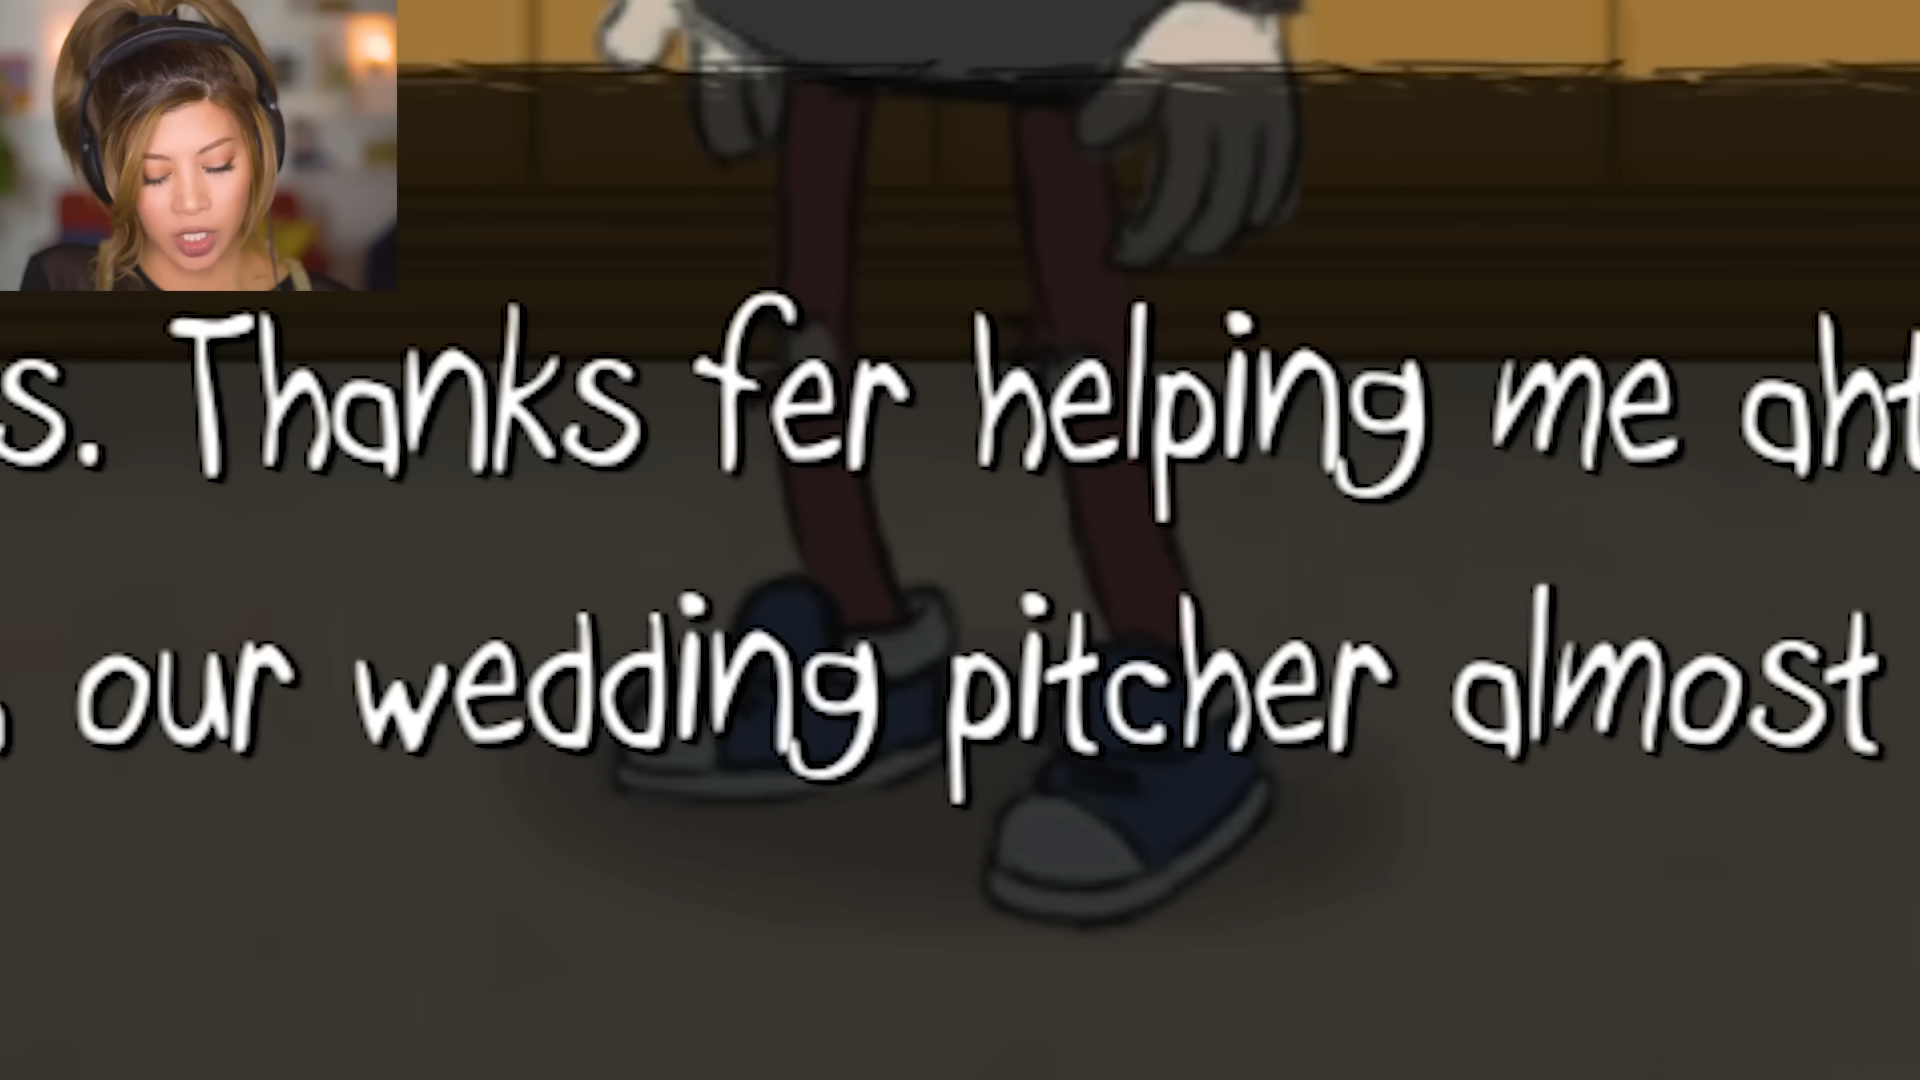 s. Thanks fer helping me aht
our wedding pitcher almost